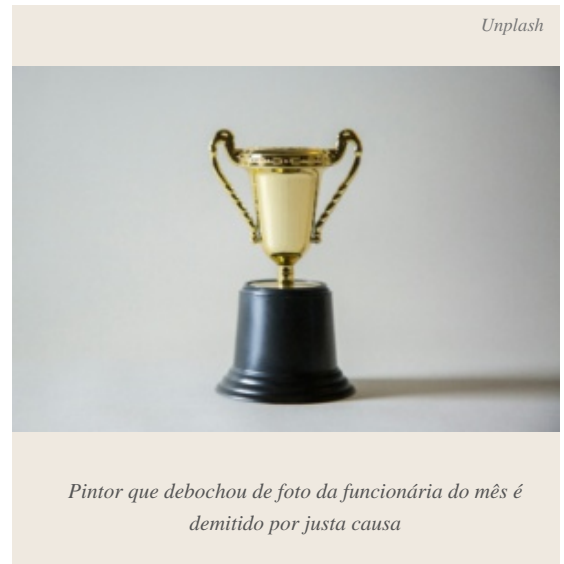 Unplash
Pintor que debochou de foto da funcionária do mês é
demitido por justa causa